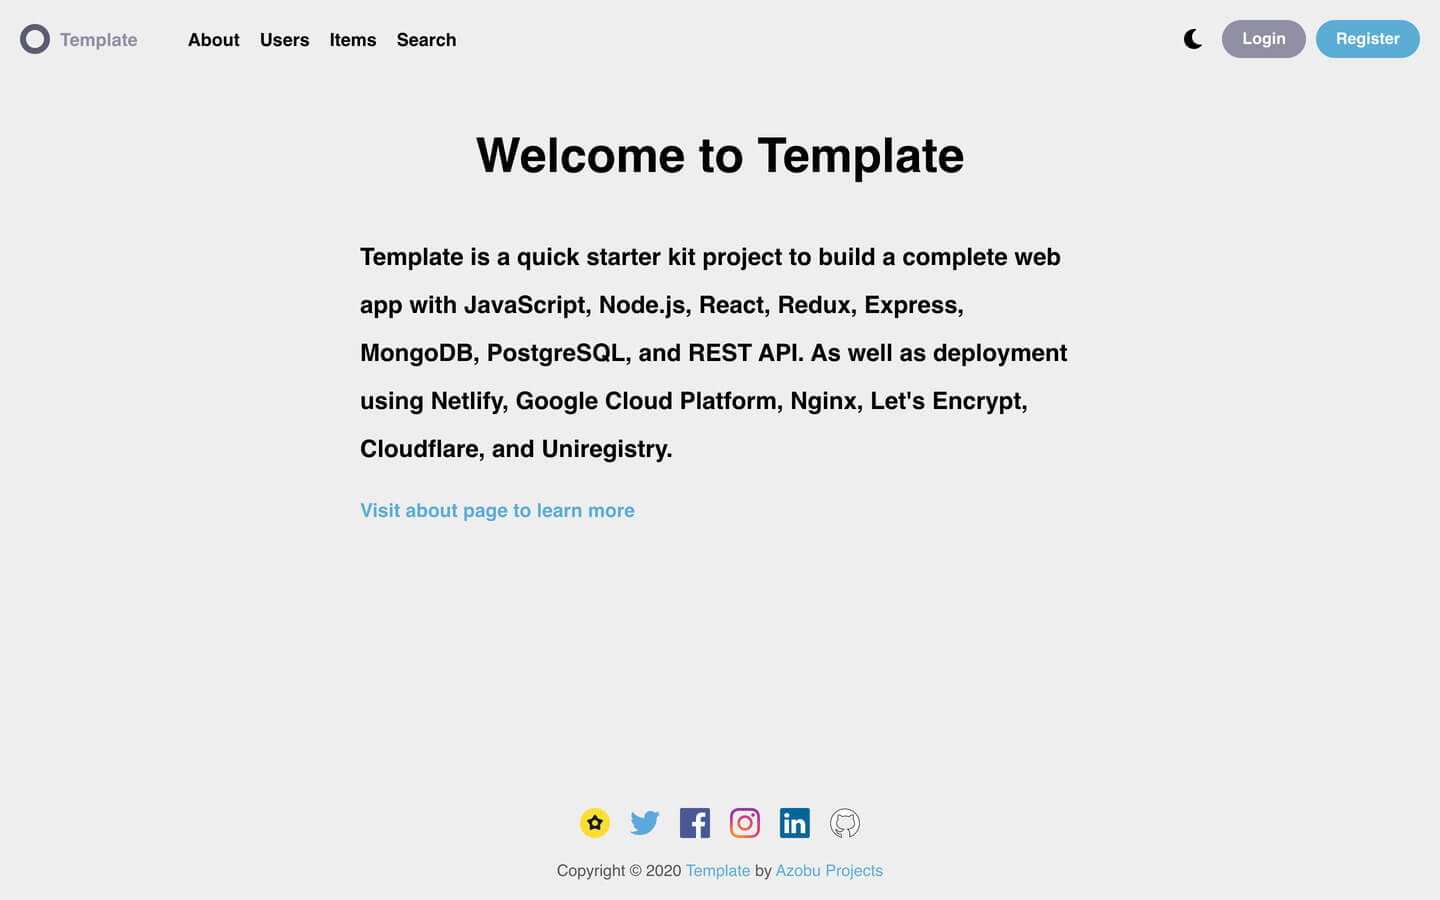 Template
About
Users
Items
Search
Login
Register
Welcome to Template
Template is a quick starter kit project to build a complete web
app with JavaScript, Node.js, React, Redux, Express,
MongoDB, PostgreSQL, and REST API. As well as deployment
using Netlify, Google Cloud Platform, Nginx, Let's Encrypt,
Cloudflare, and Uniregistry.
Visit about page to learn more
Copyright © 2020 Template by Azobu Projects